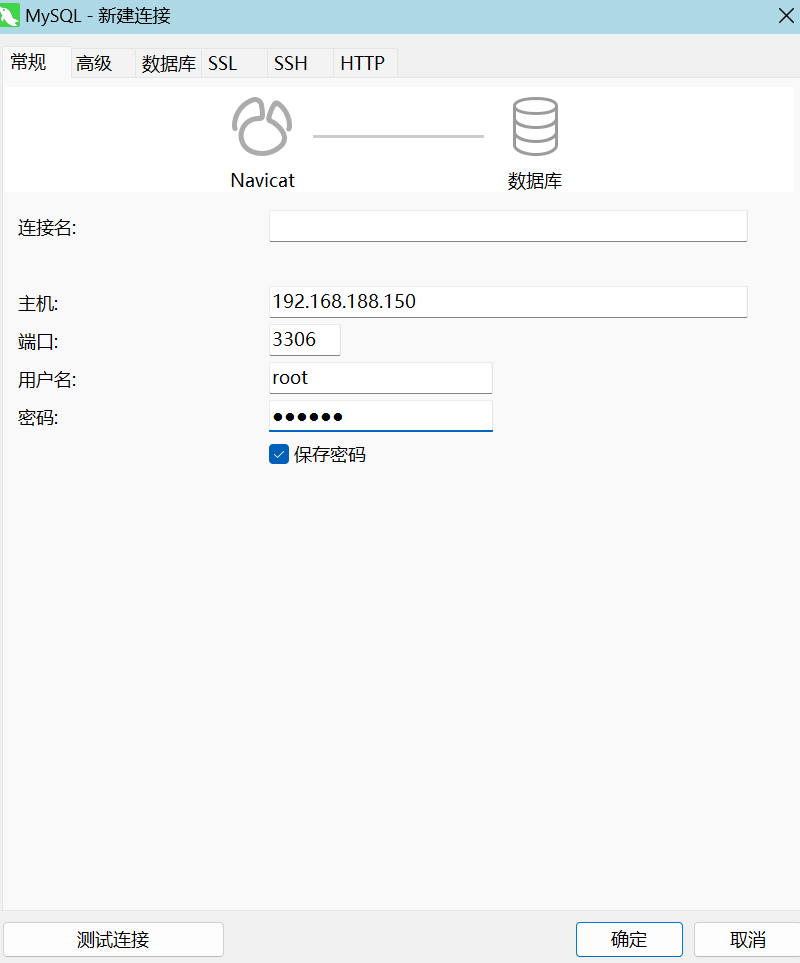 MySQL - 新建连接
常规 高级 数据库 SSL SSH HTTP
Navicat 数据库
连接名:
主机: 192.168.188.150
端口: 3306
用户名: root
密码: ●●●●●●
保存密码
测试连接 确定 取消